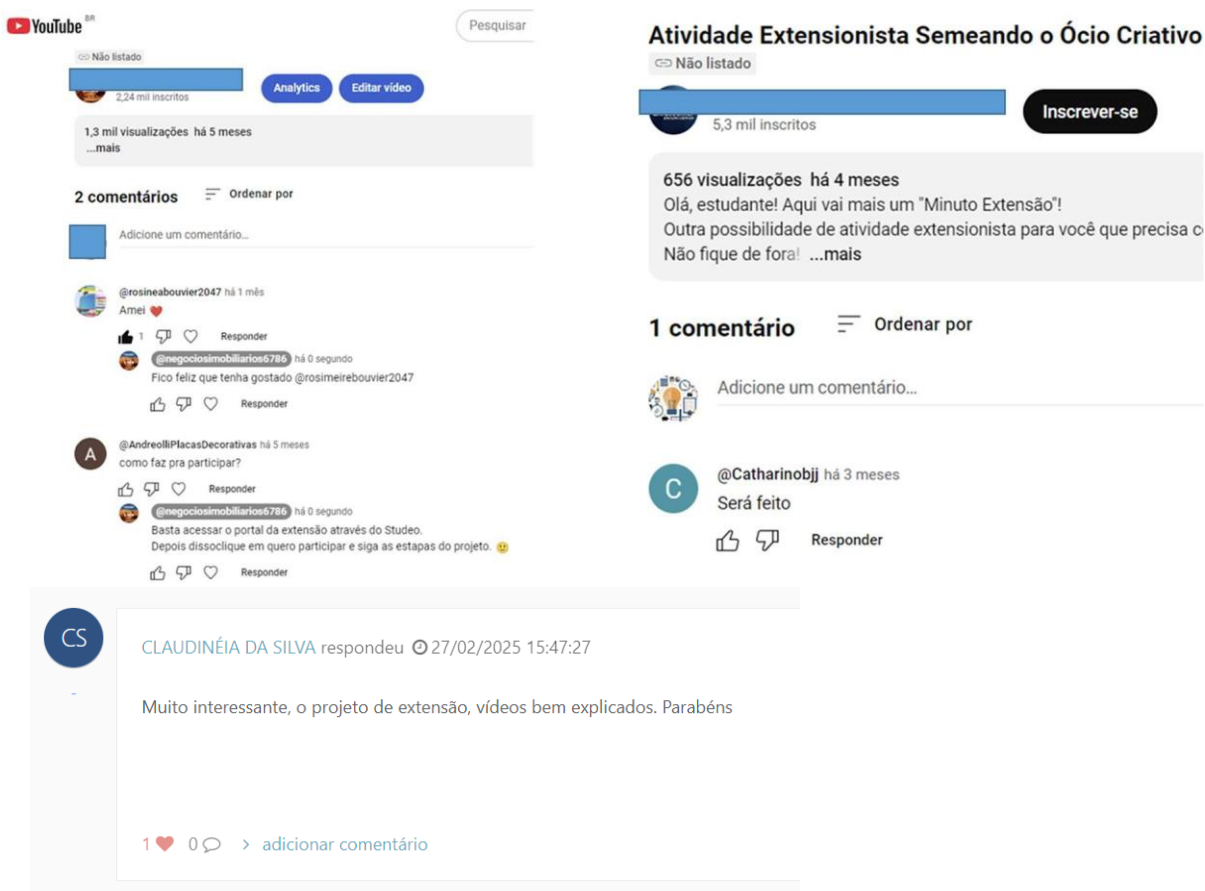 YouTube BR
Pesquisar
Não listado
2,24 mil inscritos
Analytics
Editar vídeo
1,3 mil visualizações há 5 meses
...mais
2 comentários
Ordenar por
Adicione um comentário...
@rosineabouvier2047 há 1 mês
Amei
1
Responder
@negociosimobiliarios6786 há 0 segundo
Fico feliz que tenha gostado @rosimeirebouvier2047
Responder
A
@AndreolliPlacasDecorativas há 5 meses
como faz pra participar?
Responder
@negociosimobiliarios6786 há 0 segundo
Basta acessar o portal da extensão através do Studeo.
Depois dissoclique em quero participar e siga as estapas do projeto.
Responder
Atividade Extensionista Semeando o Ócio Criativo
Não listado
5,3 mil inscritos
Inscrever-se
656 visualizações há 4 meses
Olá, estudante! Aqui vai mais um "Minuto Extensão"!
Outra possibilidade de atividade extensionista para você que precisa c
Não fique de fora! ...mais
1 comentário
Ordenar por
Adicione um comentário...
C
@Catharinobjj há 3 meses
Será feito
Responder
CS
CLAUDINÉIA DA SILVA respondeu 27/02/2025 15:47:27
-
Muito interessante, o projeto de extensão, vídeos bem explicados. Parabéns
1 0 > adicionar comentário